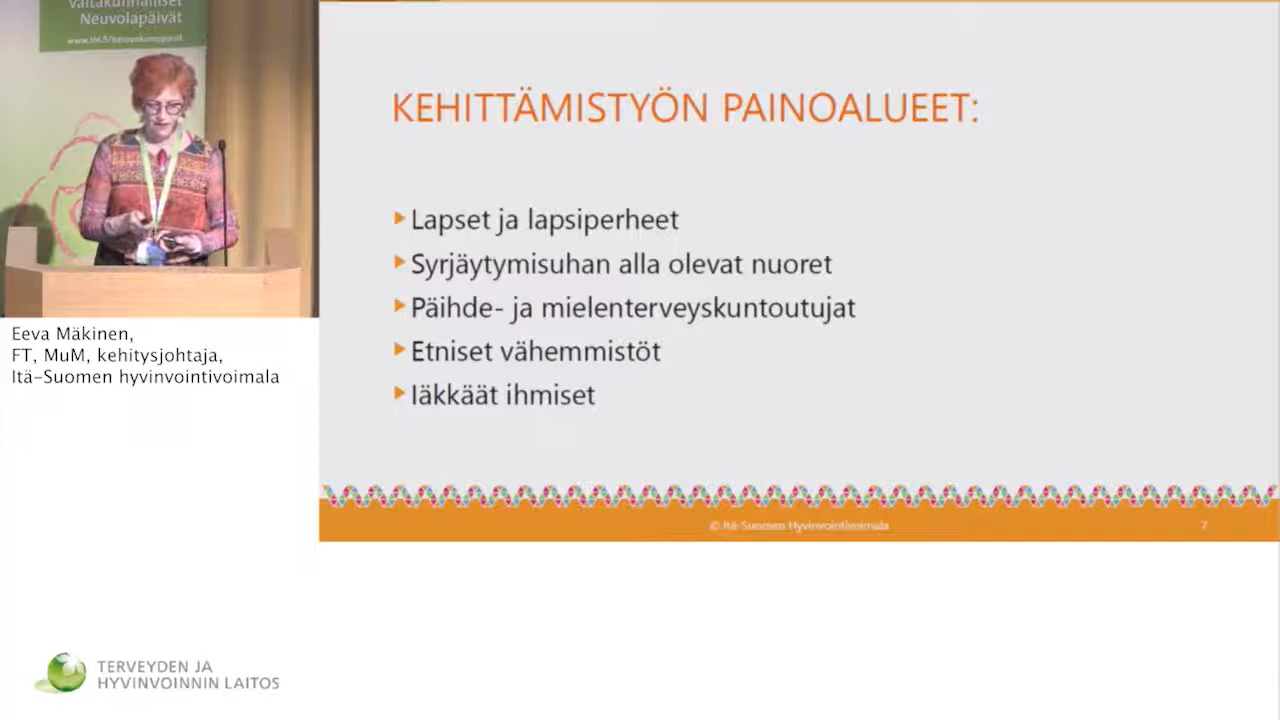 Valtakunnalliset
Neuvolapäivät
KEHITTÄMISTYÖN PAINOALUEET:
Lapset ja lapsiperheet
Syrjäytymisuhan alla olevat nuoret
Päihde- ja mielenterveyskuntoutujat
Etniset vähemmistöt
Iäkkäät ihmiset
Eeva Mäkinen,
FT, MuM, kehitysjohtaja,
Itä-Suomen hyvinvointivoimala
© Itä-Suomen Hyvinvointivoimala
7
TERVEYDEN JA
HYVINVOINNIN LAITOS